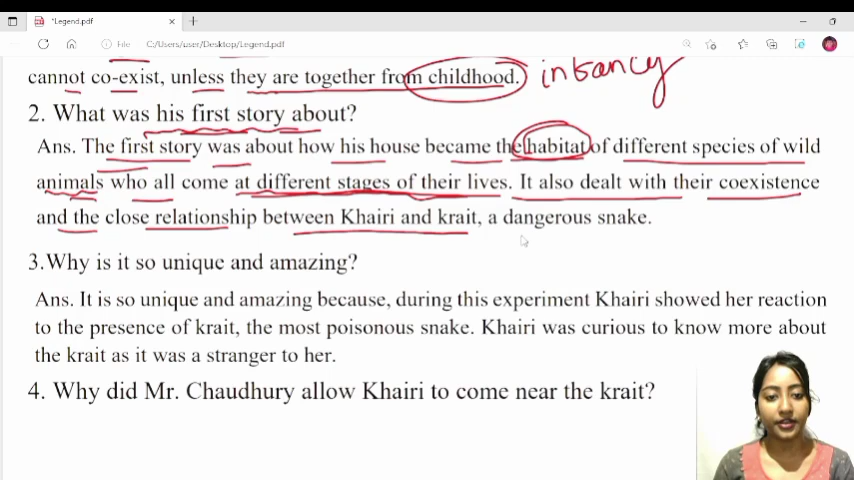 *Legend.pdf
File C:/Users/user/Desktop/Legend.pdf
cannot co-exist, unless they are together from childhood. infancy
2. What was his first story about?
Ans. The first story was about how his house became the habitat of different species of wild
animals who all come at different stages of their lives. It also dealt with their coexistence
and the close relationship between Khairi and krait, a dangerous snake.
3.Why is it so unique and amazing?
Ans. It is so unique and amazing because, during this experiment Khairi showed her reaction
to the presence of krait, the most poisonous snake. Khairi was curious to know more about
the krait as it was a stranger to her.
4. Why did Mr. Chaudhury allow Khairi to come near the krait?